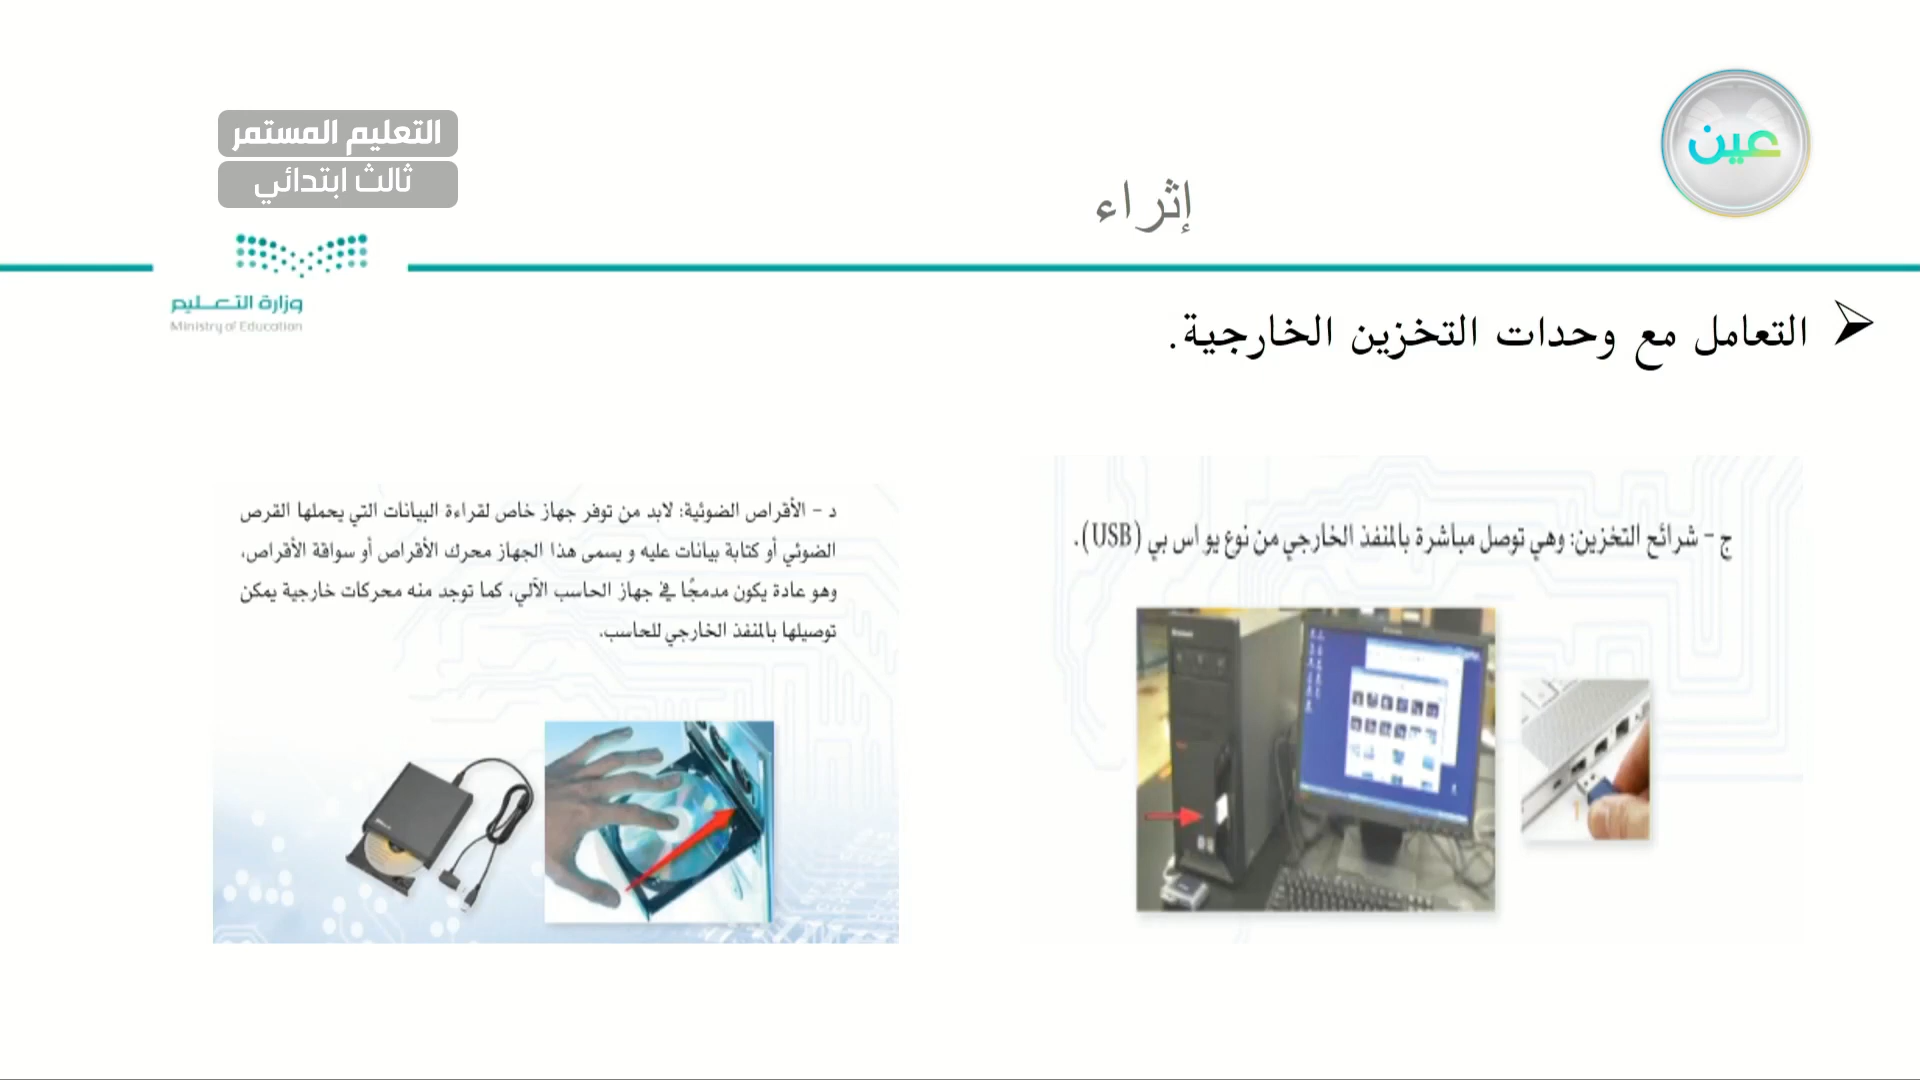 التعليم المستمر
ثالث ابتدائي
عين
إثراء
وزارة التعليم
Ministry of Education
التعامل مع وحدات التخزين الخارجية.
ج - شرائح التخزين: وهي توصل مباشرة بالمنفذ الخارجي من نوع يو اس بي (USB).
د - الأقراص الضوئية: لابد من توفر جهاز خاص لقراءة البيانات التي يحملها القرص
الضوئي أو كتابة بيانات عليه و يسمى هذا الجهاز محرك الأقراص أو سواقة الأقراص،
وهو عادة يكون مدمجًا في جهاز الحاسب الآلي، كما توجد منه محركات خارجية يمكن
توصيلها بالمنفذ الخارجي للحاسب.